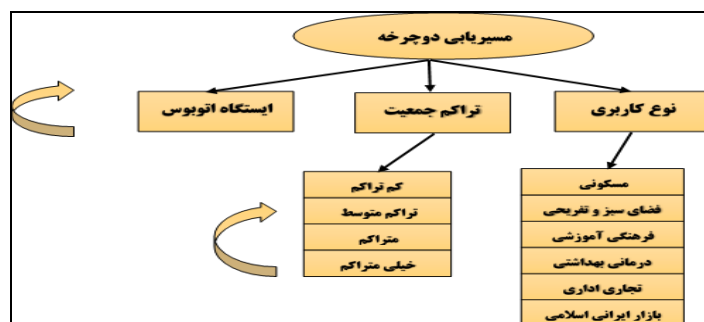 مسیریابی دوچرخه
نوع کاربری
تراکم جمعیت
ایستگاه اتوبوس
مسکونی
فضای سبز و تفریحی
فرهنگی آموزشی
درمانی بهداشتی
تجاری اداری
بازار ایرانی اسلامی
کم تراکم
تراکم متوسط
متراکم
خیلی متراکم